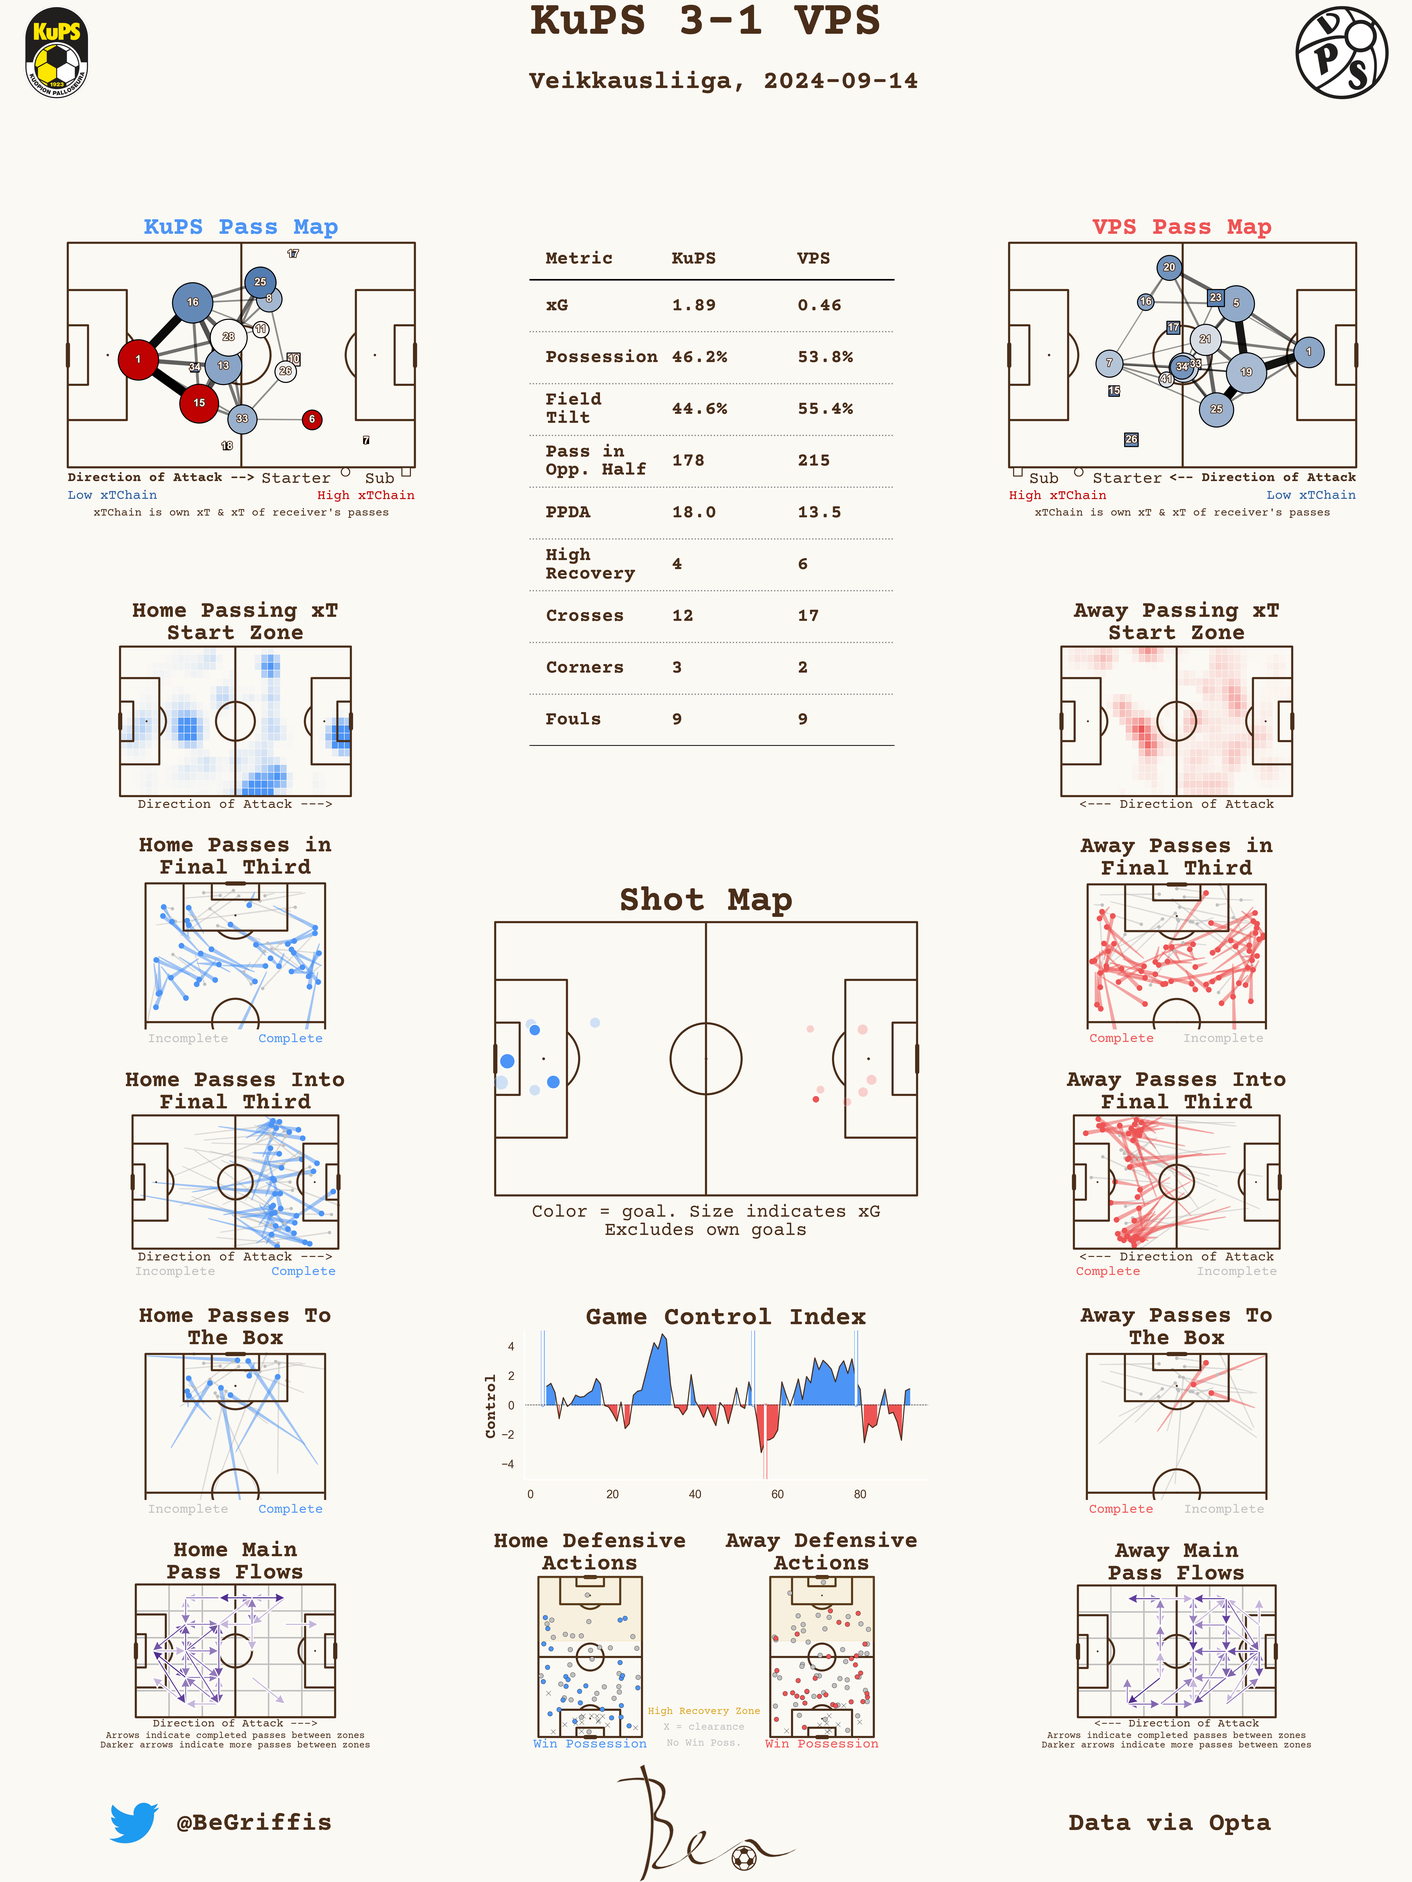 KuPS 3-1 VPS
Veikkausliiga, 2024-09-14
KuPS
KUOPION PALLOSEURA
1923
VPS
KuPS Pass Map
17
25
8
16
11
28
1
34
13
10
26
15
33
6
18
7
Direction of Attack --> Starter Sub
Low xTChain High xTChain
xTChain is own xT & xT of receiver's passes
Metric KuPS VPS
xG 1.89 0.46
Possession 46.2% 53.8%
Field
Tilt 44.6% 55.4%
Pass in
Opp. Half 178 215
PPDA 18.0 13.5
High
Recovery 4 6
Crosses 12 17
Corners 3 2
Fouls 9 9
VPS Pass Map
20
16
23
5
17
21
1
7
34
33
41
19
15
25
26
Sub Starter <-- Direction of Attack
High xTChain Low xTChain
xTChain is own xT & xT of receiver's passes
Home Passing xT
Start Zone
Direction of Attack --->
Away Passing xT
Start Zone
<--- Direction of Attack
Home Passes in
Final Third
Incomplete Complete
Shot Map
Color = goal. Size indicates xG
Excludes own goals
Away Passes in
Final Third
Complete Incomplete
Home Passes Into
Final Third
Direction of Attack --->
Incomplete Complete
Away Passes Into
Final Third
<--- Direction of Attack
Complete Incomplete
Home Passes To
The Box
Incomplete Complete
Game Control Index
Control
4
2
0
−2
−4
0 20 40 60 80
Away Passes To
The Box
Complete Incomplete
Home Main
Pass Flows
Direction of Attack --->
Arrows indicate completed passes between zones
Darker arrows indicate more passes between zones
Home Defensive
Actions
Win Possession
High Recovery Zone
X = clearance
No Win Poss.
Away Defensive
Actions
Win Possession
Away Main
Pass Flows
<--- Direction of Attack
Arrows indicate completed passes between zones
Darker arrows indicate more passes between zones
@BeGriffis
Ben
Data via Opta